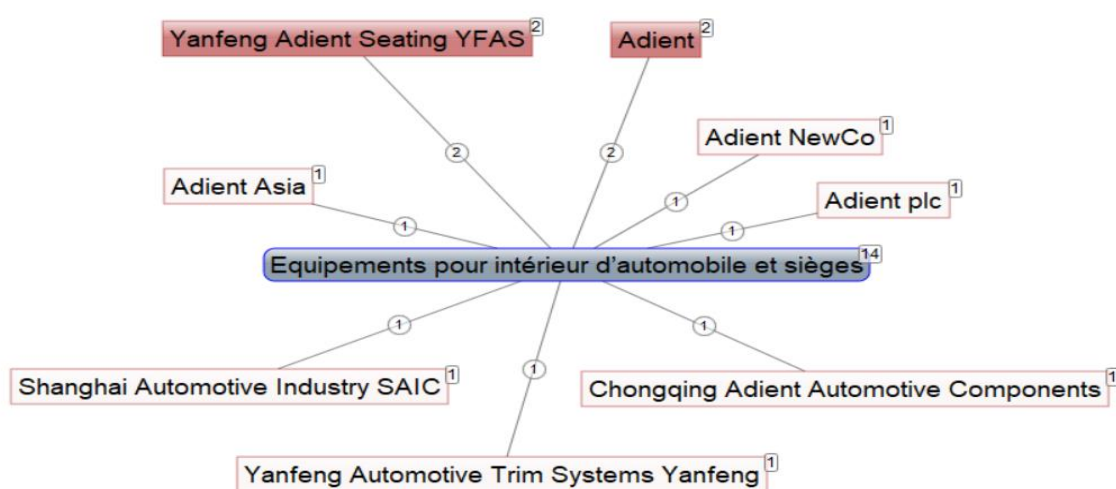 Yanfeng Adient Seating YFAS 2
Adient 2
2
2
Adient NewCo 1
Adient Asia 1
1
Adient plc 1
1
1
Equipements pour intérieur d’automobile et sièges 14
1
1
1
Shanghai Automotive Industry SAIC 1
Chongqing Adient Automotive Components 1
Yanfeng Automotive Trim Systems Yanfeng 1